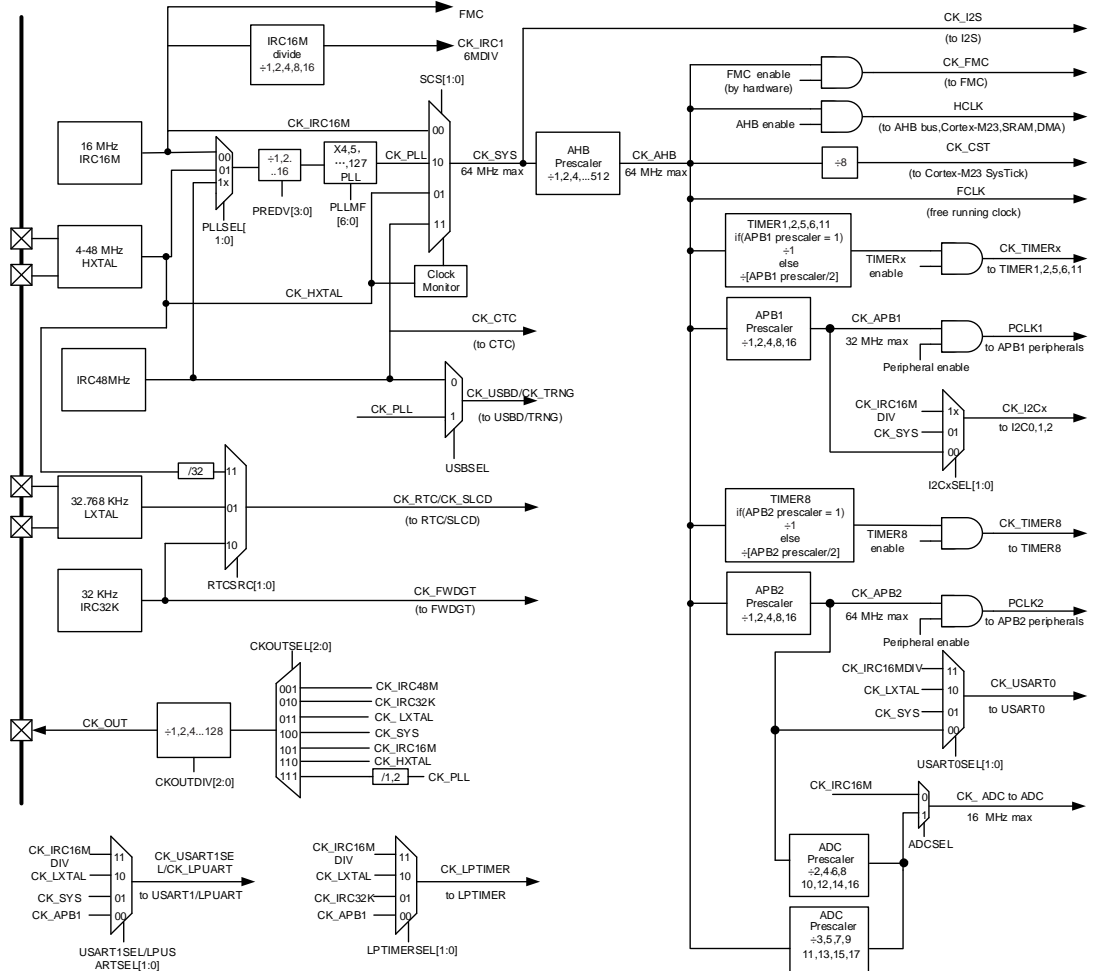 FMC
IRC16M
divide
÷1,2,4,8,16
CK_IRC1
6MDIV
CK_I2S
(to I2S)
SCS[1:0]
FMC enable
(by hardware)
CK_FMC
(to FMC)
AHB enable
HCLK
(to AHB bus,Cortex-M23,SRAM,DMA)
16 MHz
IRC16M
CK_IRC16M
00
01
1x
PLLSEL[
1:0]
÷1,2.
..16
PREDV[3:0]
X4,5,
…,127
PLL
PLLMF
[6:0]
CK_PLL
00
10
01
11
CK_SYS
64 MHz max
AHB
Prescaler
÷1,2,4,...512
CK_AHB
64 MHz max
÷8
CK_CST
(to Cortex-M23 SysTick)
FCLK
(free running clock)
4-48 MHz
HXTAL
Clock
Monitor
CK_HXTAL
TIMER1,2,5,6,11
if(APB1 prescaler = 1)
÷1
else
÷[APB1 prescaler/2]
TIMERx
enable
CK_TIMERx
to TIMER1,2,5,6,11
CK_CTC
(to CTC)
APB1
Prescaler
÷1,2,4,8,16
CK_APB1
32 MHz max
Peripheral enable
PCLK1
to APB1 peripherals
IRC48MHz
CK_PLL
0
1
CK_USBD/CK_TRNG
(to USBD/TRNG)
USBSEL
CK_IRC16M
DIV
CK_SYS
1x
01
00
CK_I2Cx
to I2C0,1,2
I2CxSEL[1:0]
/32
11
01
10
32.768 KHz
LXTAL
CK_RTC/CK_SLCD
(to RTC/SLCD)
RTCSRC[1:0]
TIMER8
if(APB2 prescaler = 1)
÷1
else
÷[APB2 prescaler/2]
TIMER8
enable
CK_TIMER8
to TIMER8
32 KHz
IRC32K
CK_FWDGT
(to FWDGT)
APB2
Prescaler
÷1,2,4,8,16
CK_APB2
64 MHz max
Peripheral enable
PCLK2
to APB2 peripherals
CKOUTSEL[2:0]
001
010
011
100
101
110
111
CK_IRC48M
CK_IRC32K
CK_ LXTAL
CK_SYS
CK_IRC16M
CK_HXTAL
/1,2
CK_PLL
CK_OUT
÷1,2,4...128
CKOUTDIV[2:0]
CK_IRC16MDIV
CK_LXTAL
CK_SYS
11
10
01
00
CK_USART0
to USART0
USART0SEL[1:0]
CK_IRC16M
0
1
CK_ ADC to ADC
16 MHz max
ADCSEL
ADC
Prescaler
÷2,4,6,8
10,12,14,16
ADC
Prescaler
÷3,5,7,9
11,13,15,17
CK_IRC16M
DIV
CK_LXTAL
CK_SYS
CK_APB1
11
10
01
00
CK_USART1SE
L/CK_LPUART
to USART1/LPUART
USART1SEL/LPUS
ARTSEL[1:0]
CK_IRC16M
DIV
CK_LXTAL
CK_IRC32K
CK_APB1
11
10
01
00
CK_LPTIMER
to LPTIMER
LPTIMERSEL[1:0]